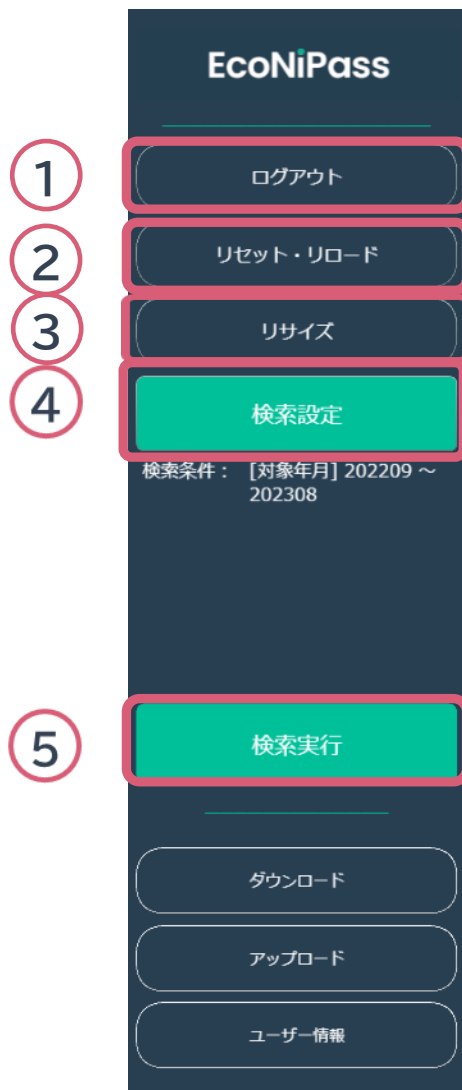 EcoNiPass
1
ログアウト
2
リセット・リロード
3
リサイズ
4
検索設定
検索条件： [対象年月] 202209 ～
202308
5
検索実行
ダウンロード
アップロード
ユーザー情報